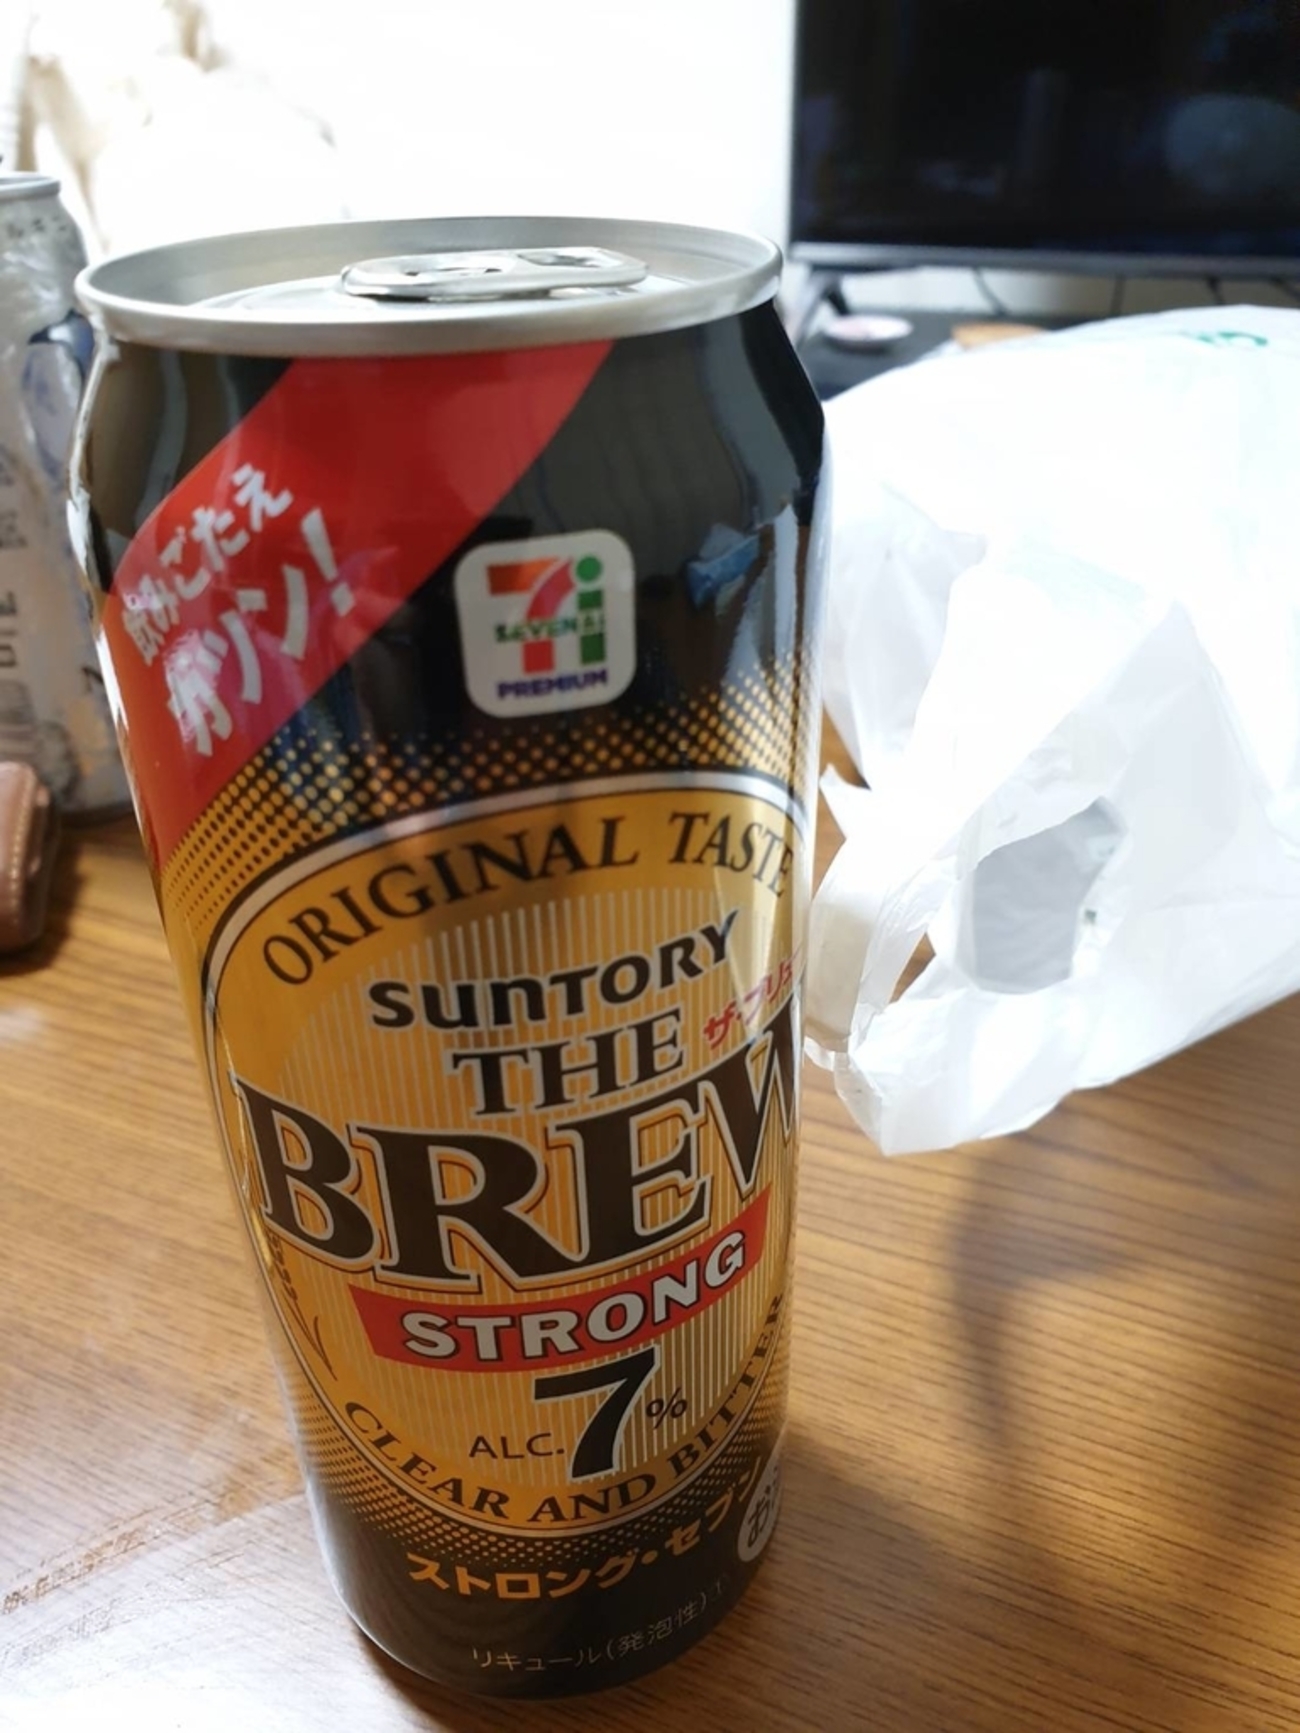 飲みごたえ
ガツン!
SEVEN&i
PREMIUM
ORIGINAL TASTE
SUNTORY
ザ・ブリュ
THE
BREW
STRONG
ALC.7%
CLEAR AND BITTER
ストロング・セブン
お
リキュール(発泡性)①